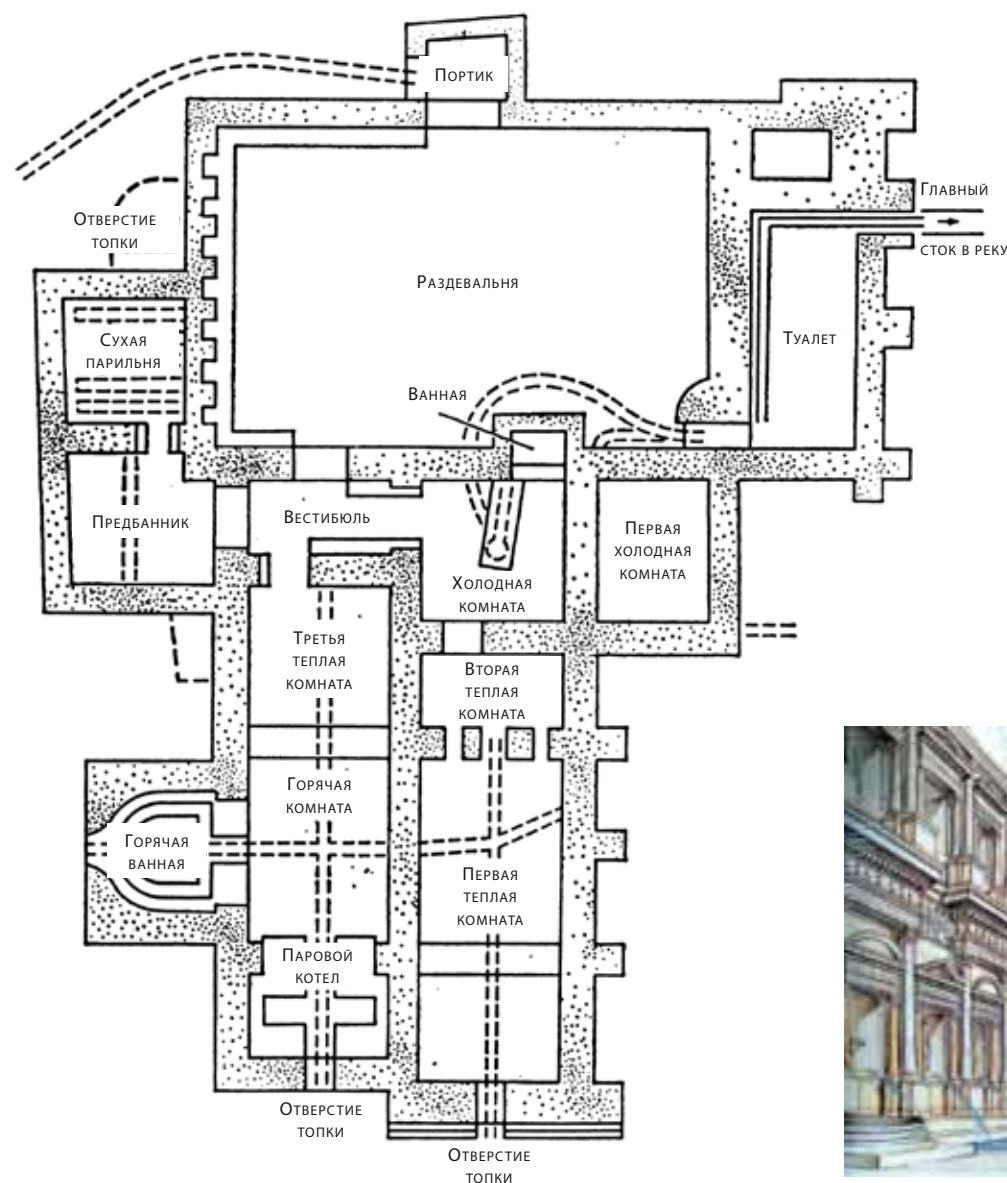 Портик
Главный
сток в реку
Отверстие
топки
Раздевальня
Сухая
парильня
Туалет
Ванная
Предбанник
Вестибюль
Первая
холодная
комната
Холодная
комната
Третья
теплая
комната
Вторая
теплая
комната
Горячая
комната
Горячая
ванная
Первая
теплая
комната
Паровой
котел
Отверстие
топки
Отверстие
топки